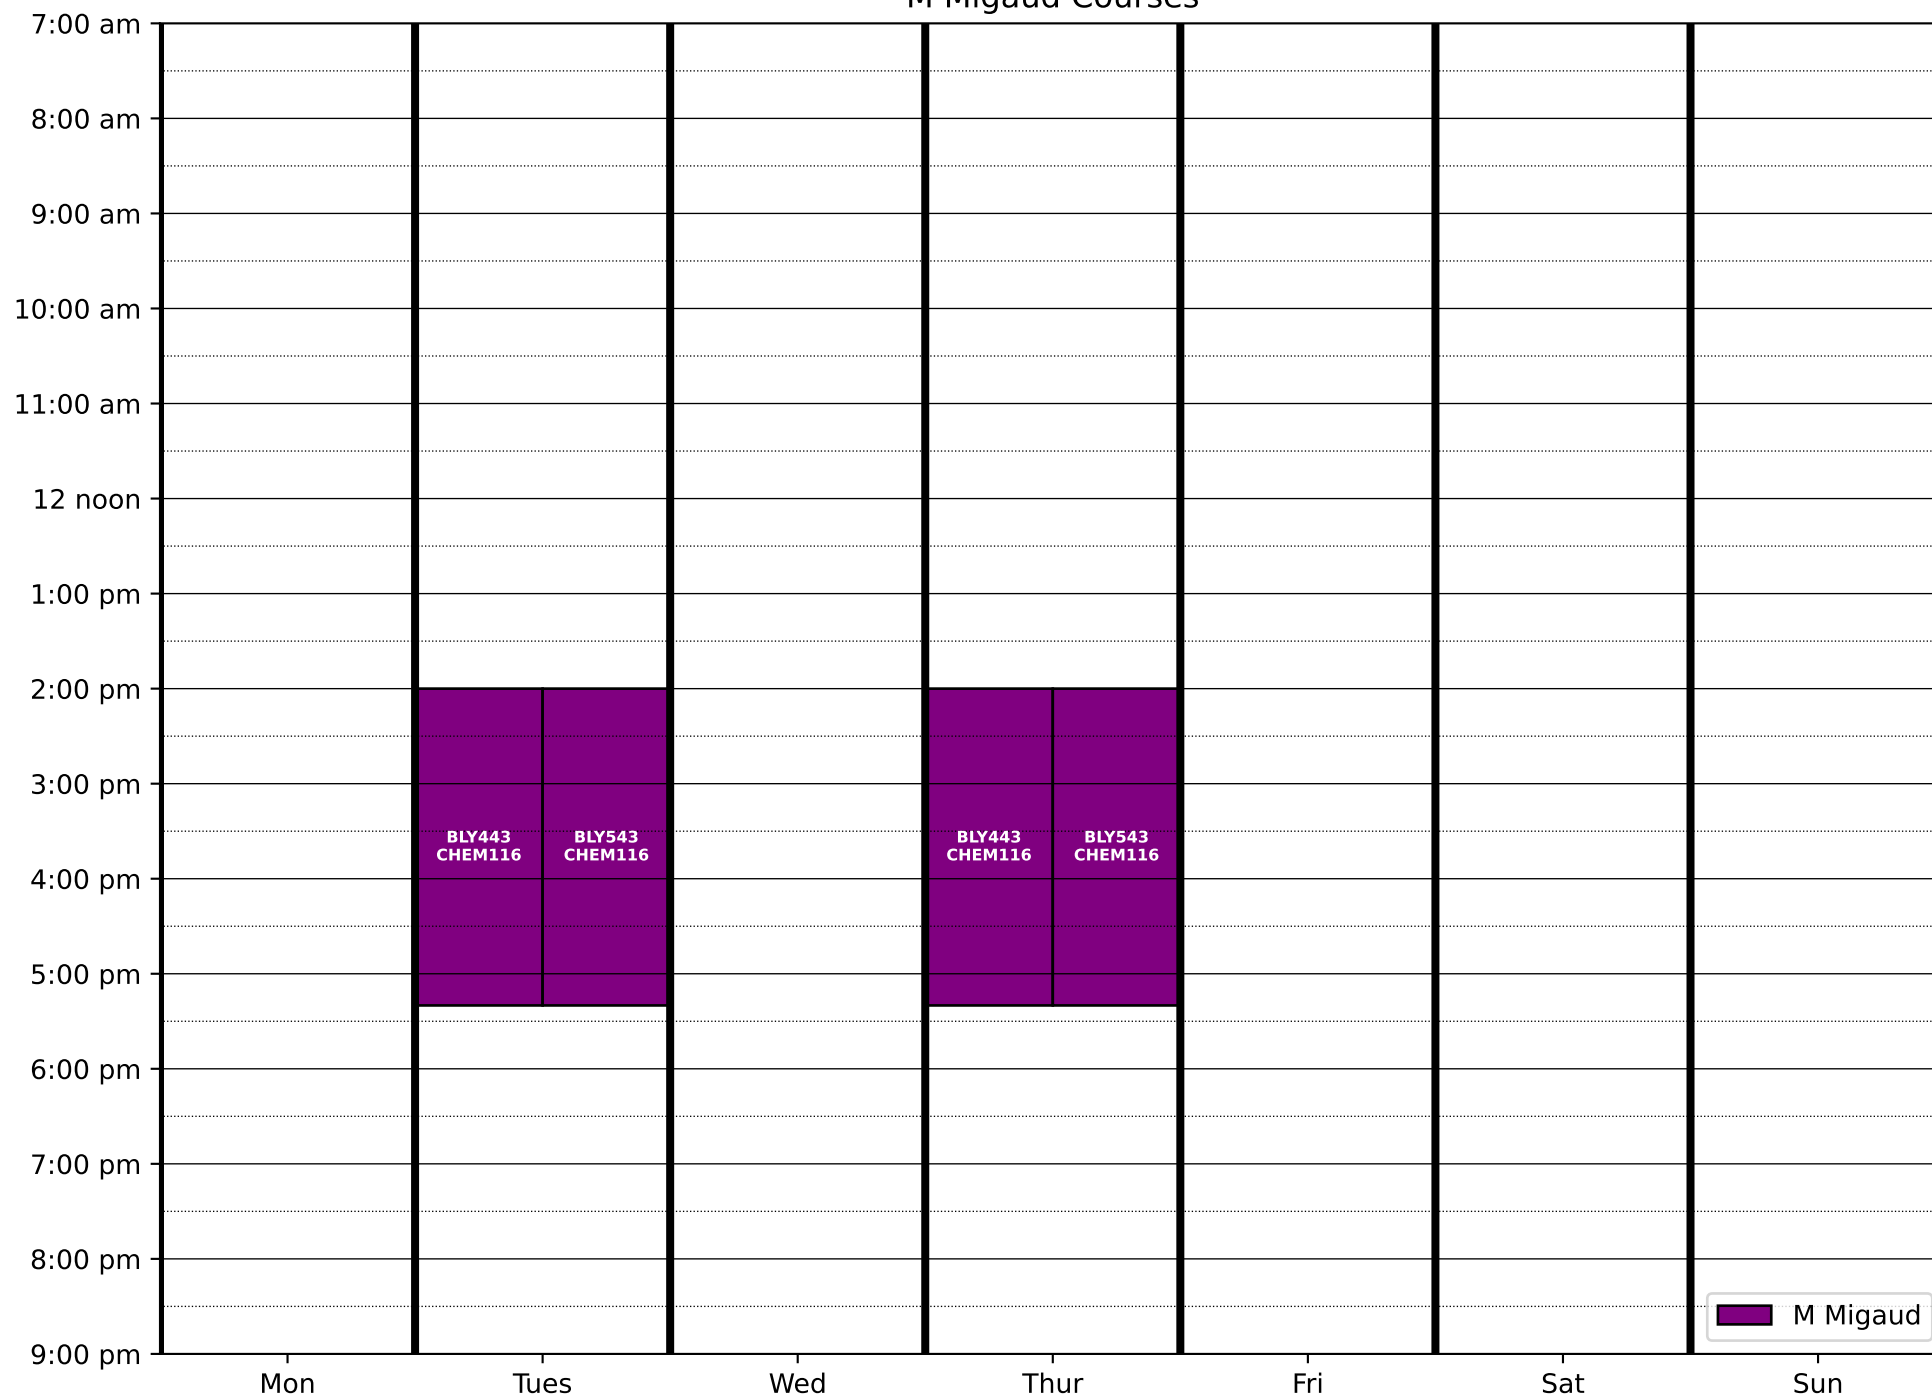 M Migaud Courses
7:00 am
8:00 am
9:00 am
10:00 am
11:00 am
12 noon
1:00 pm
2:00 pm
3:00 pm
BLY443
CHEM116
BLY543
CHEM116
BLY443
CHEM116
BLY543
CHEM116
4:00 pm
5:00 pm
6:00 pm
7:00 pm
8:00 pm
9:00 pm
M Migaud
Mon
Tues
Wed
Thur
Fri
Sat
Sun